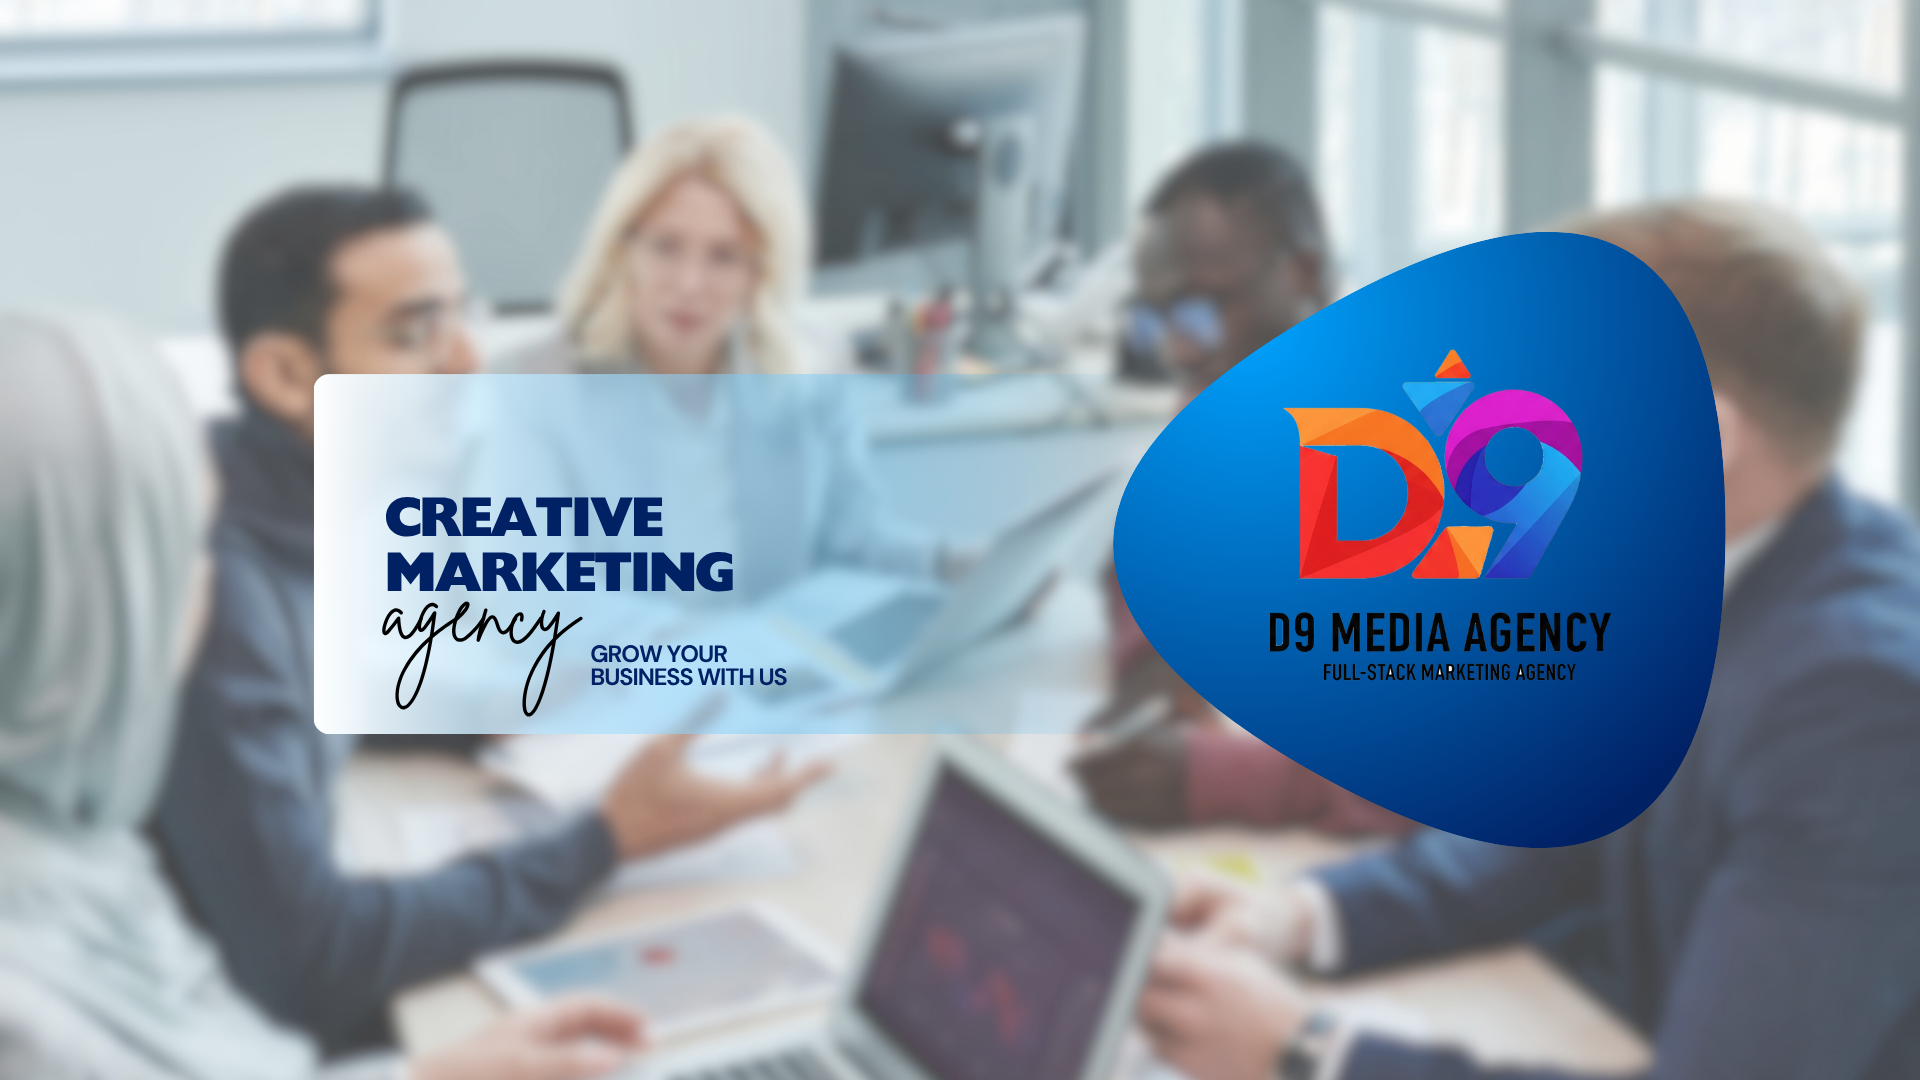 CREATIVE
MARKETING
agency
GROW YOUR
BUSINESS WITH US
D9
D9 MEDIA AGENCY
FULL-STACK MARKETING AGENCY